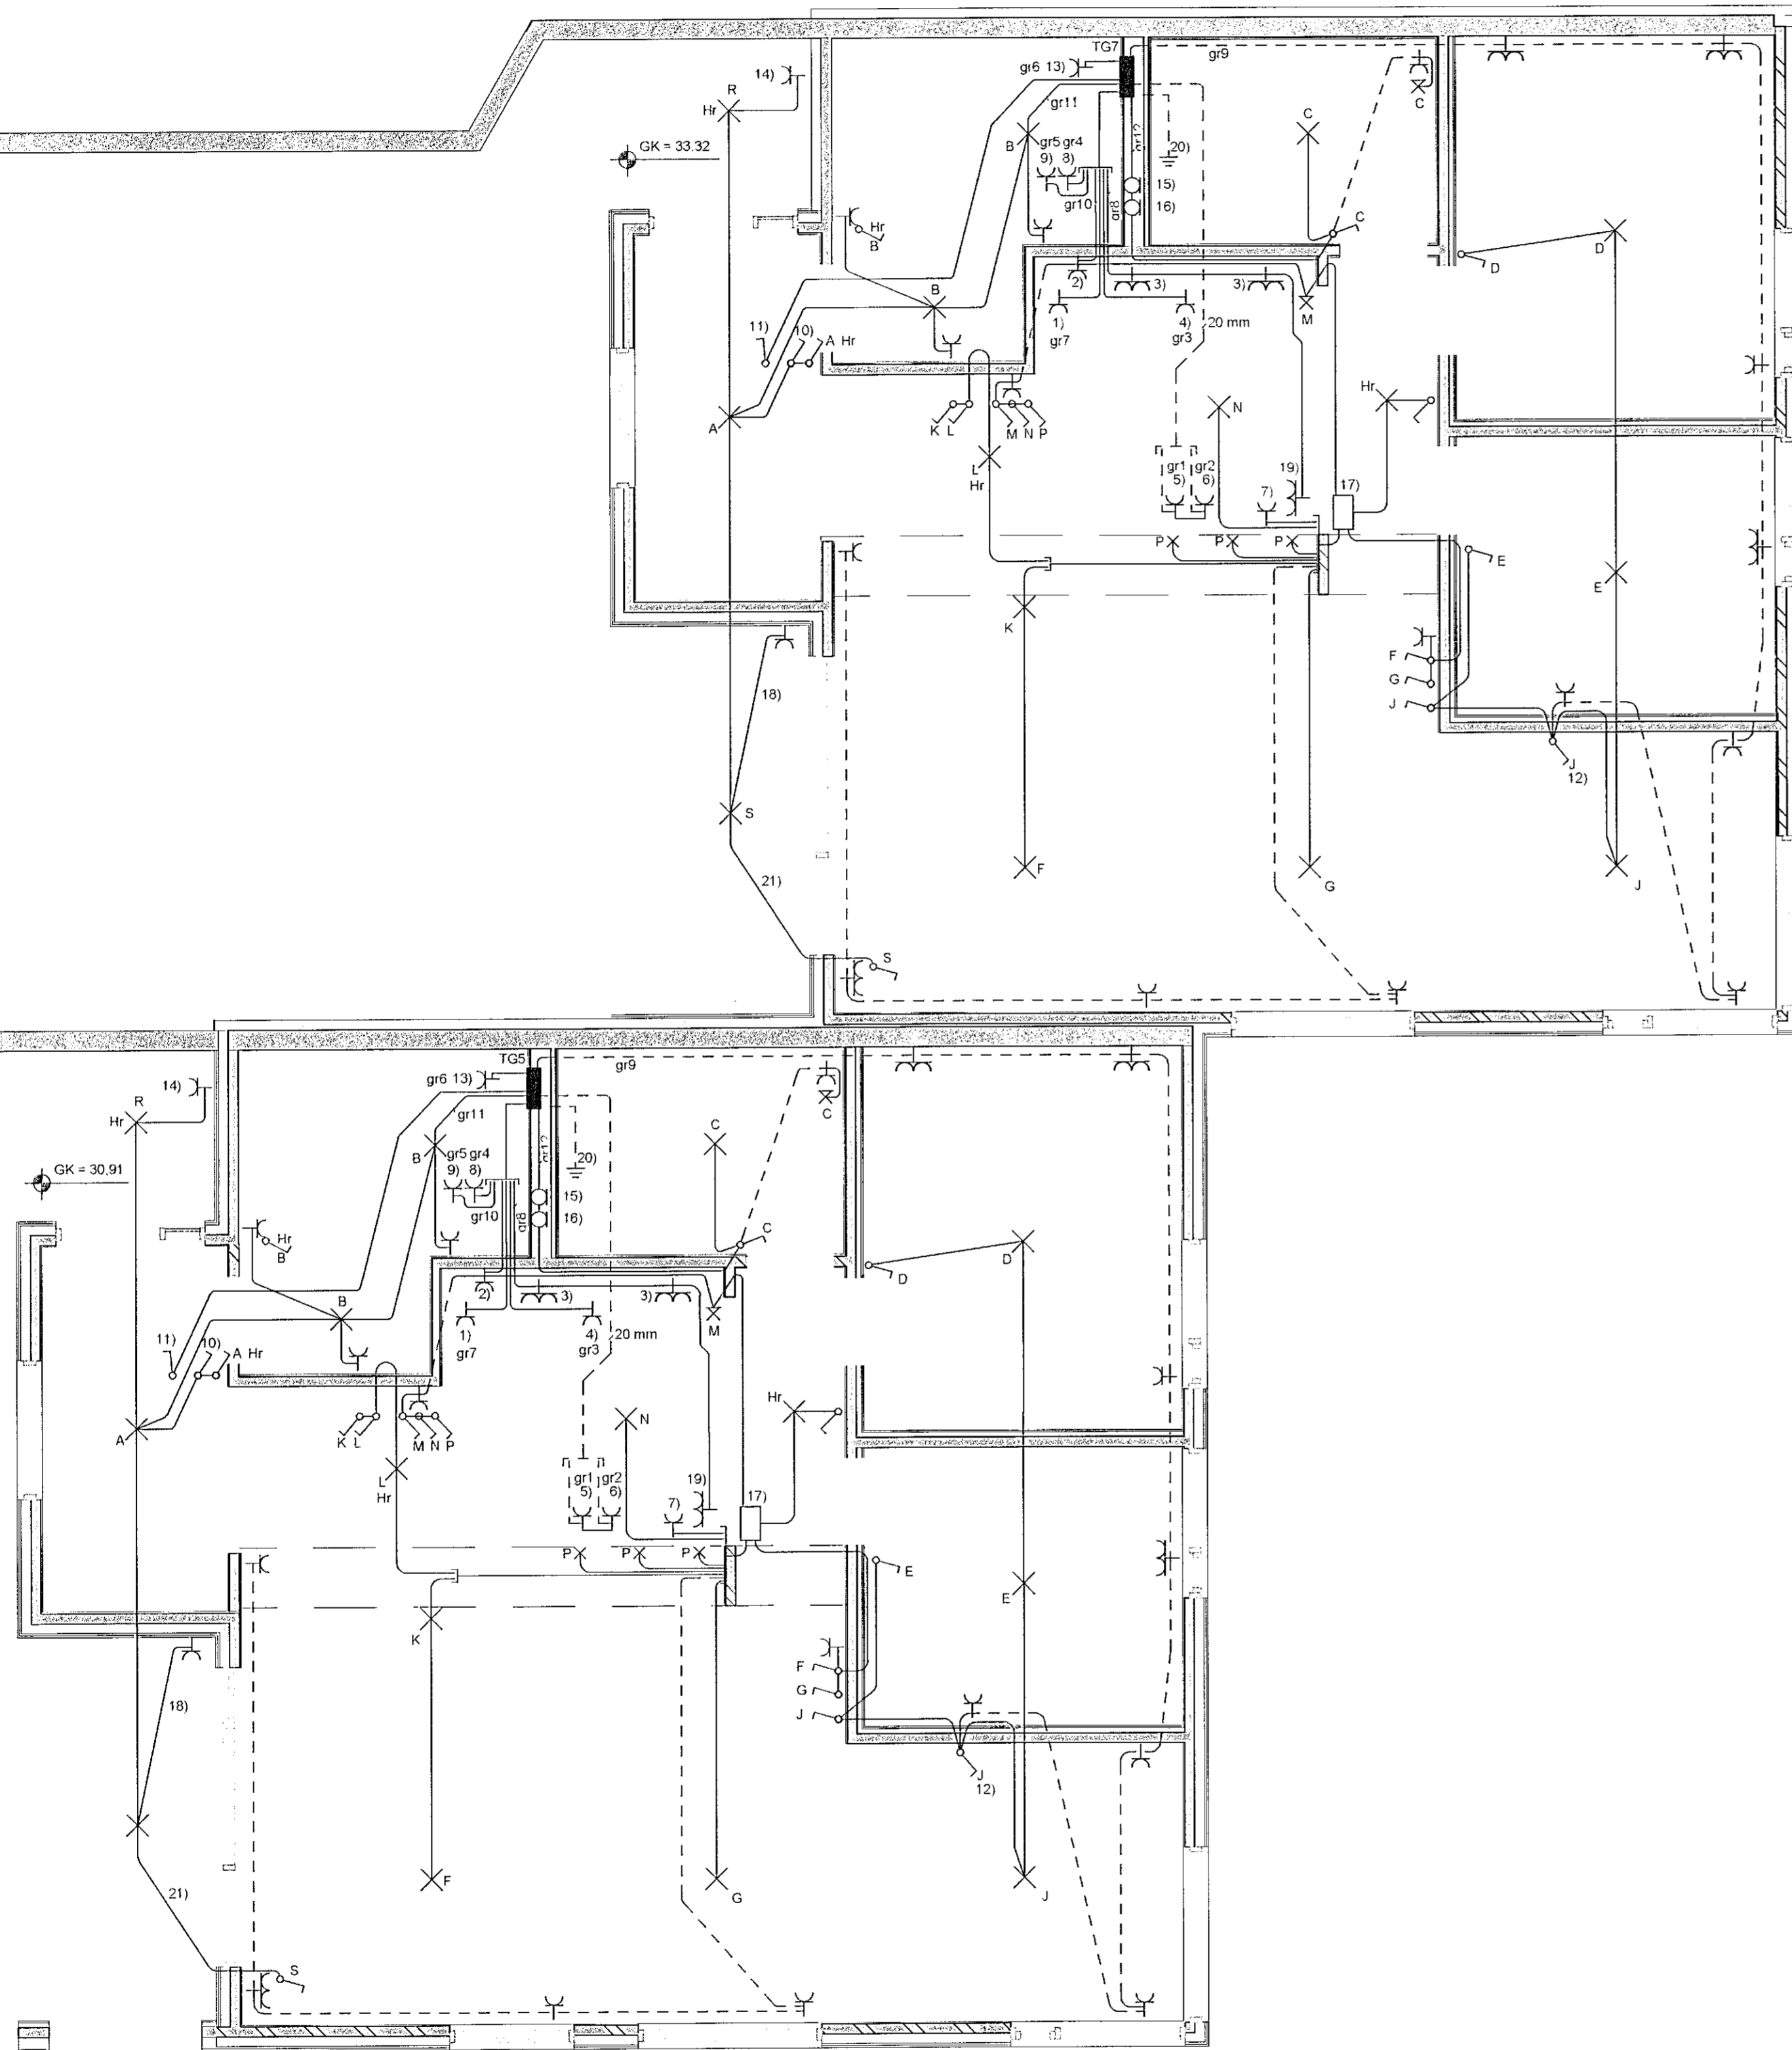 TG7
gr9
gr6 13)
14)
R
Hr
gr11
C
C
GK = 33.32
B
gr5 gr4
9) 8)
gr12
20)
15)
gr10
gr8
16)
Hr
B
C
D
D
2)
3)
3)
B
M
1)
gr7
4)
gr3
20 mm
11)
10)
A Hr
Hr
A
K L
M N P
N
L
Hr
gr1
5)
gr2
6)
19)
7)
17)
P
P
P
E
E
K
F
G
J
18)
J
12)
S
F
G
J
21)
S
TG5
gr9
gr6 13)
14)
R
Hr
gr11
C
C
GK = 30,91
B
gr5 gr4
9) 8)
gr12
20)
15)
gr10
gr8
16)
Hr
B
C
D
D
2)
3)
3)
B
M
1)
gr7
4)
gr3
20 mm
11)
10)
A Hr
Hr
A
K L
M N P
N
L
Hr
gr1
5)
gr2
6)
19)
7)
17)
P
P
P
E
E
K
F
G
J
18)
J
12)
F
G
J
21)
S